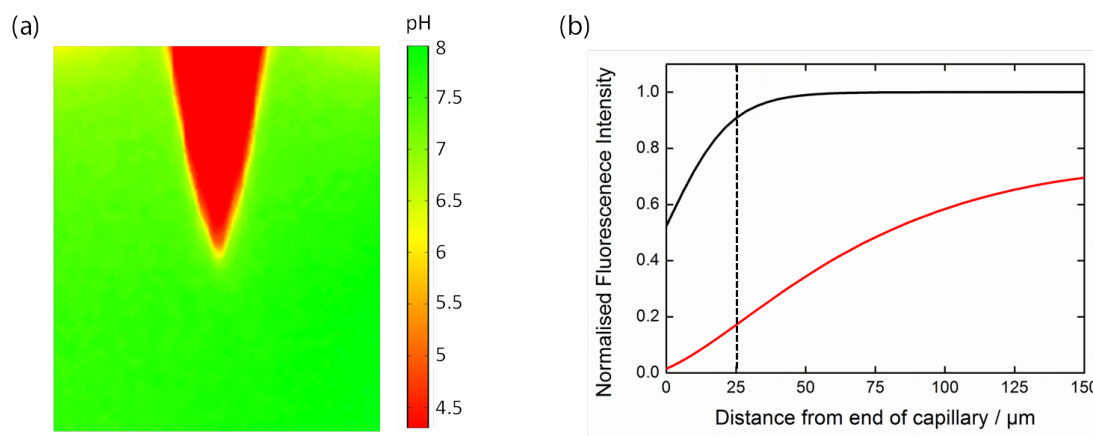 (a)
pH
8
7.5
7
6.5
6
5.5
5
4.5
(b)
Normalised Fluoresenece Intensity
1.0
0.8
0.6
0.4
0.2
0.0
0 25 50 75 100 125 150
Distance from end of capillary / μm